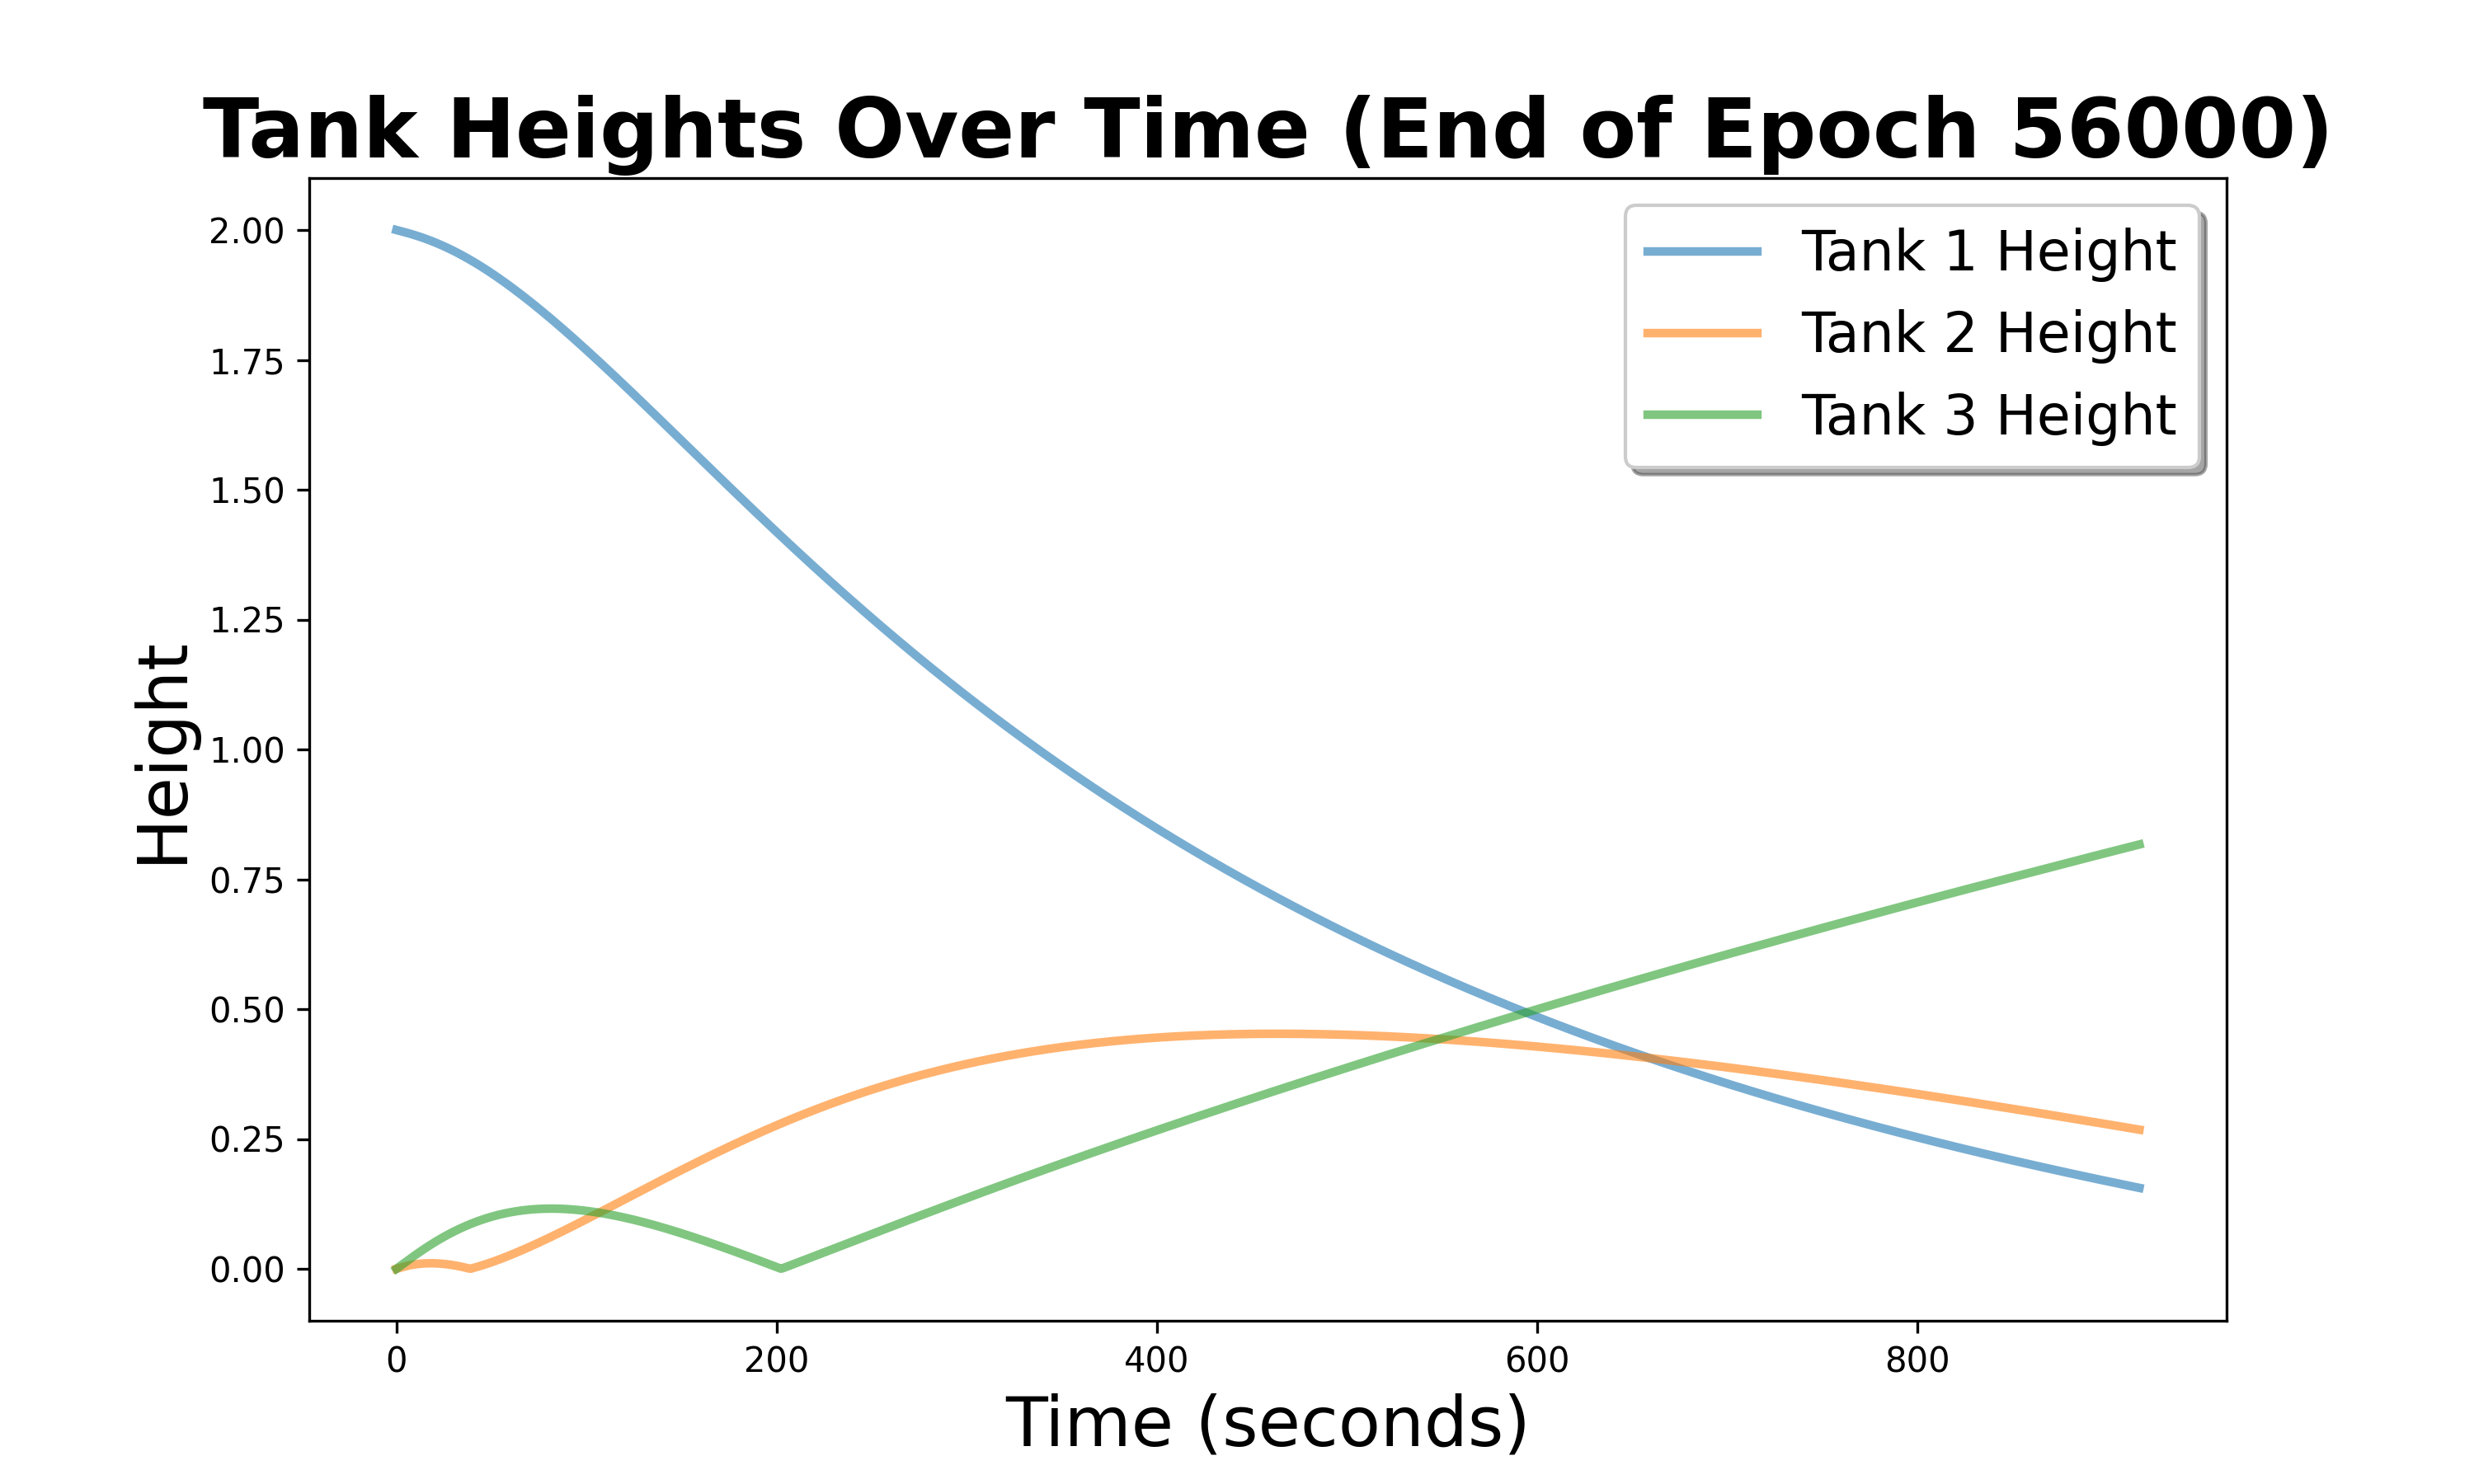 Tank Heights Over Time (End of Epoch 56000)
Tank 1 Height
Tank 2 Height
Tank 3 Height
Height
2.00
1.75
1.50
1.25
1.00
0.75
0.50
0.25
0.00
0 200 400 600 800
Time (seconds)